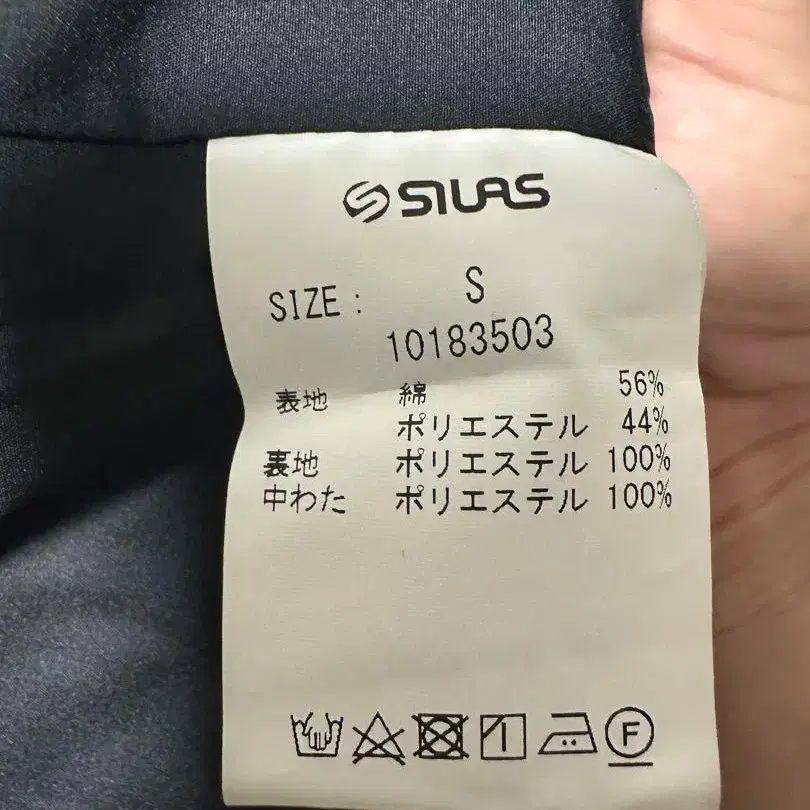 SILAS
SIZE : S
10183503
表地 綿 56%
ポリエステル 44%
裏地 ポリエステル 100%
中わた ポリエステル 100%
F